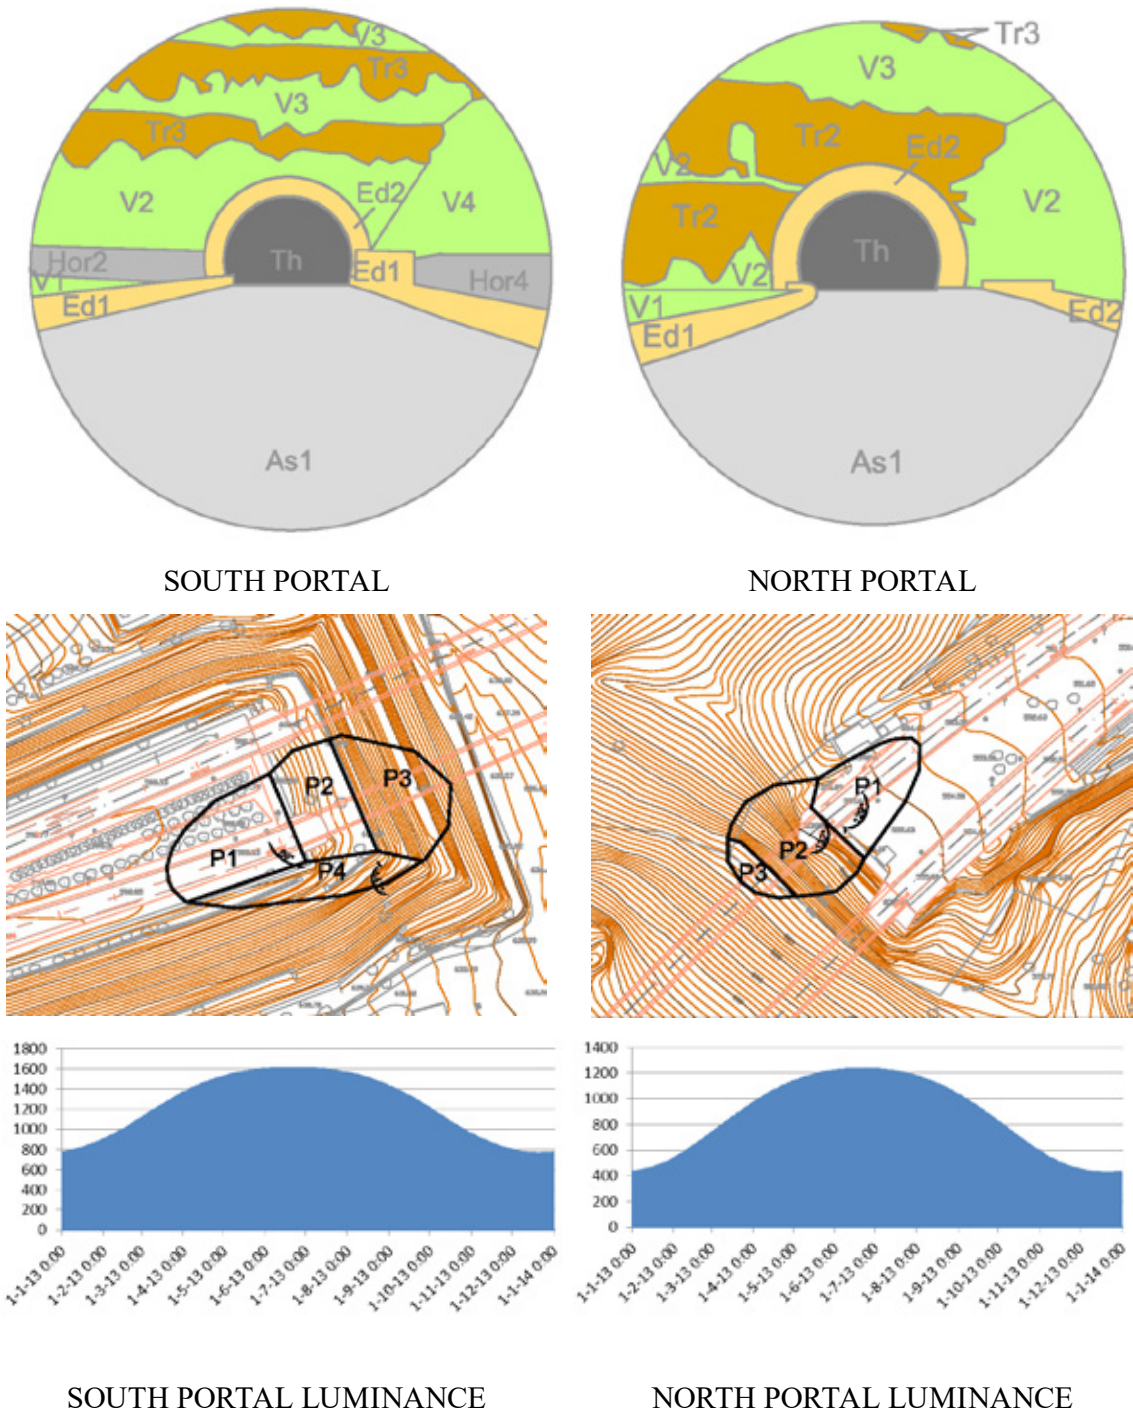 V3
Tr3
V3
Tr3
V2
Ed2
V4
Hor2
Th
Ed1
Hor4
V1
Ed1
As1
Tr3
V3
Tr2
Ed2
V2
Tr2
V2
Th
V2
V1
Ed2
Ed1
As1
SOUTH PORTAL
NORTH PORTAL
P2
P3
P1
P4
P1
P2
P3
1800
1600
1400
1200
1000
800
600
400
200
0
1-1-13 0:00
1-2-13 0:00
1-3-13 0:00
1-4-13 0:00
1-5-13 0:00
1-6-13 0:00
1-7-13 0:00
1-8-13 0:00
1-9-13 0:00
1-10-13 0:00
1-11-13 0:00
1-12-13 0:00
1-1-14 0:00
1400
1200
1000
800
600
400
200
0
1-1-13 0:00
1-2-13 0:00
1-3-13 0:00
1-4-13 0:00
1-5-13 0:00
1-6-13 0:00
1-7-13 0:00
1-8-13 0:00
1-9-13 0:00
1-10-13 0:00
1-11-13 0:00
1-12-13 0:00
1-1-14 0:00
SOUTH PORTAL LUMINANCE
NORTH PORTAL LUMINANCE